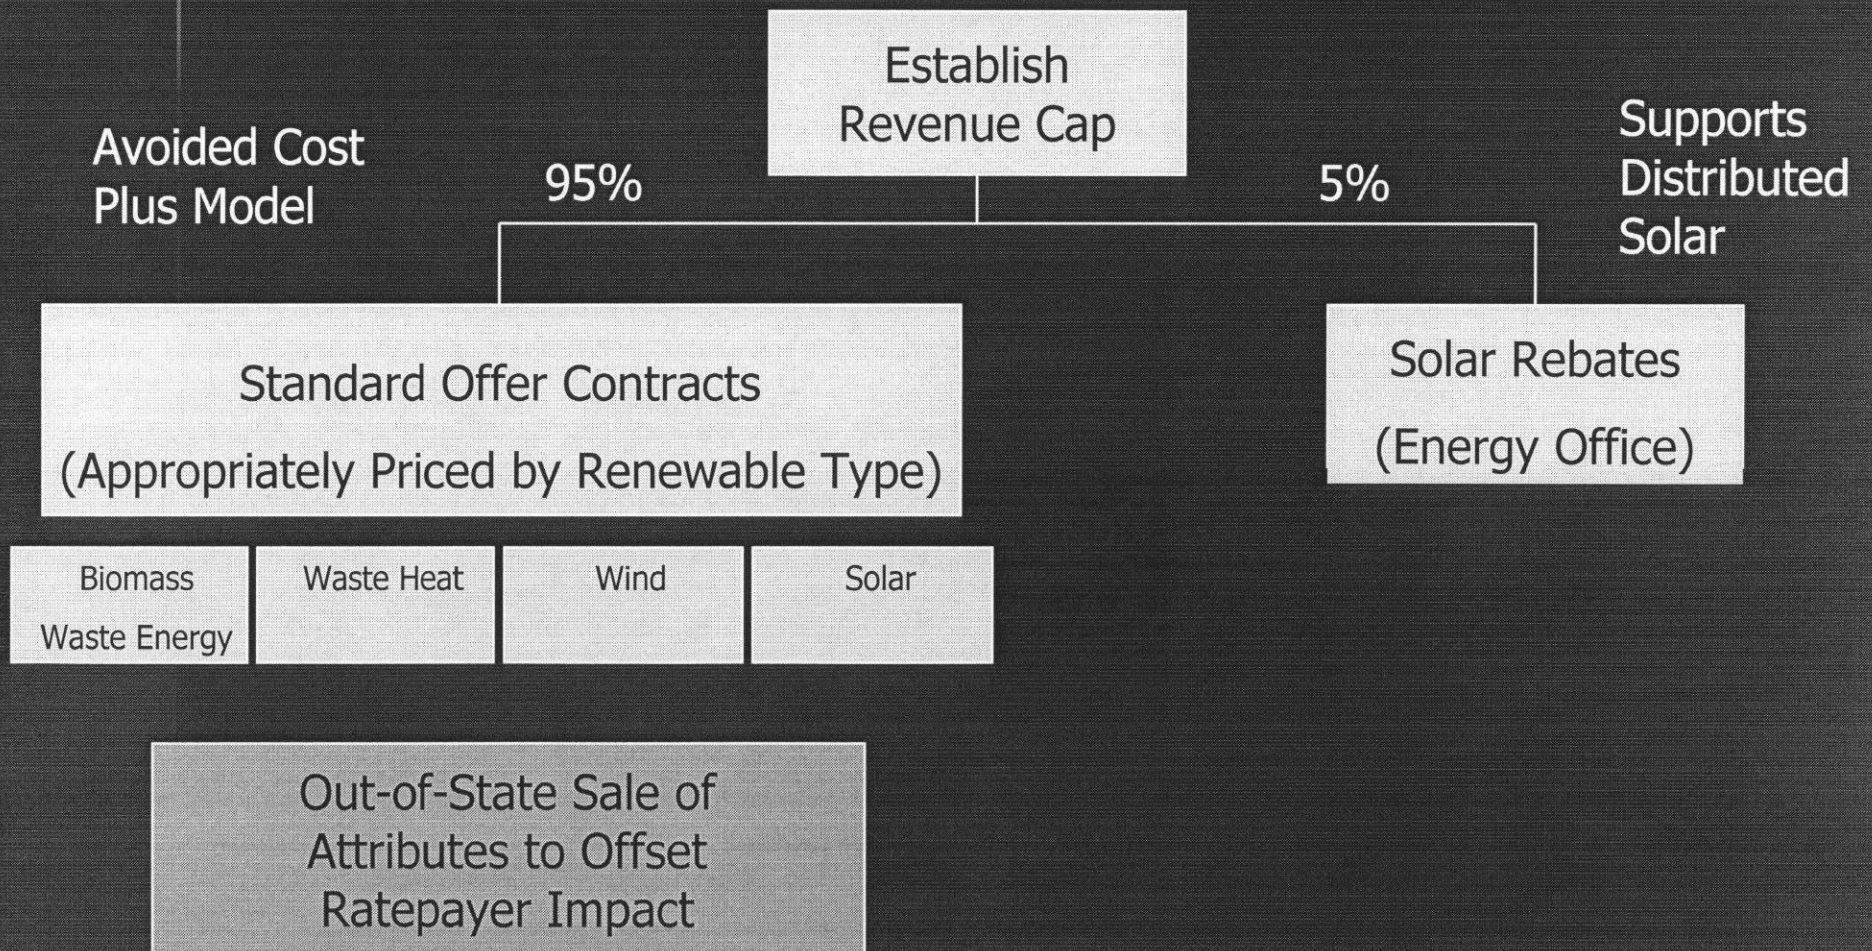 Establish
Revenue Cap
Avoided Cost
Plus Model
95%
5%
Supports
Distributed
Solar
Standard Offer Contracts
(Appropriately Priced by Renewable Type)
Solar Rebates
(Energy Office)
Biomass
Waste Energy
Waste Heat
Wind
Solar
Out-of-State Sale of
Attributes to Offset
Ratepayer Impact